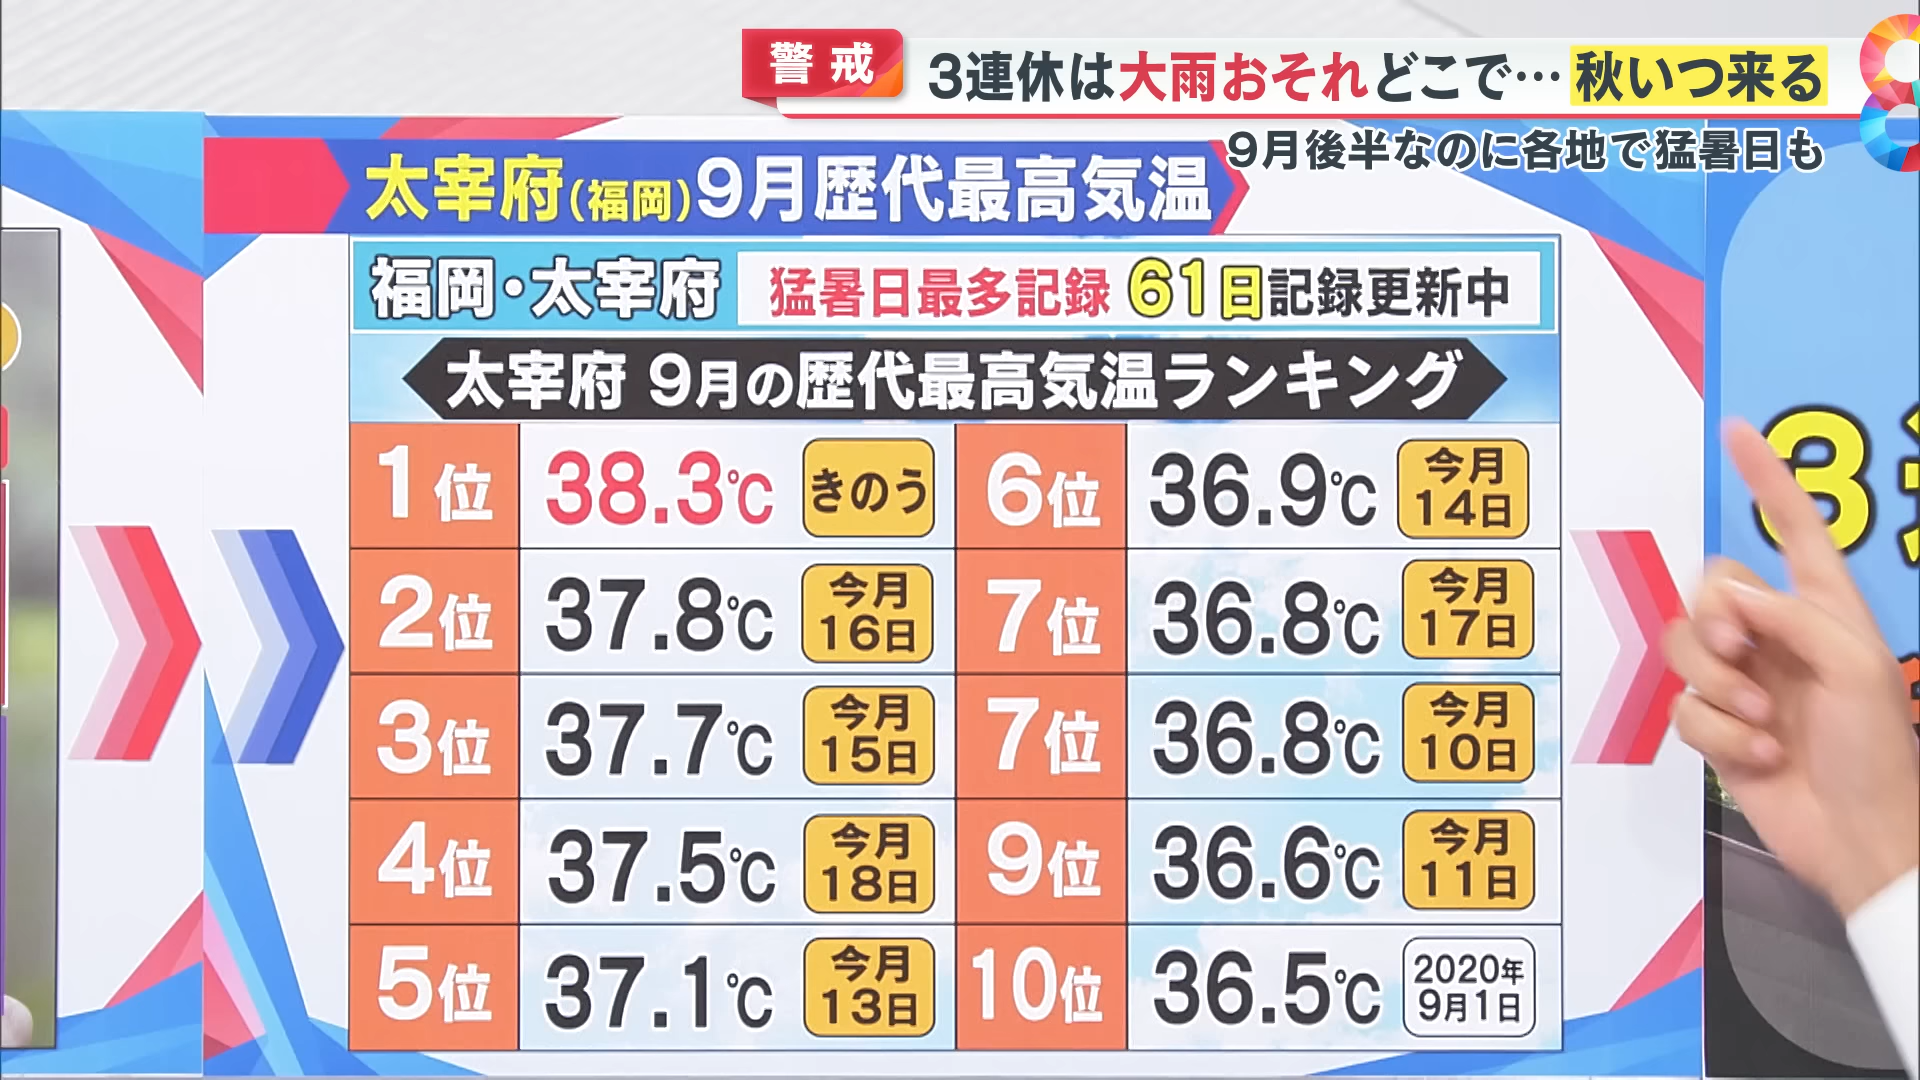 警戒
3連休は大雨おそれどこで…秋いつ来る
9月後半なのに各地で猛暑日も
太宰府(福岡)9月歴代最高気温
福岡・太宰府 猛暑日最多記録 61日記録更新中
太宰府 9月の歴代最高気温ランキング
1位 38.3℃ きのう
2位 37.8℃ 今月16日
3位 37.7℃ 今月15日
4位 37.5℃ 今月18日
5位 37.1℃ 今月13日
6位 36.9℃ 今月14日
7位 36.8℃ 今月17日
7位 36.8℃ 今月10日
9位 36.6℃ 今月11日
10位 36.5℃ 2020年9月1日
3